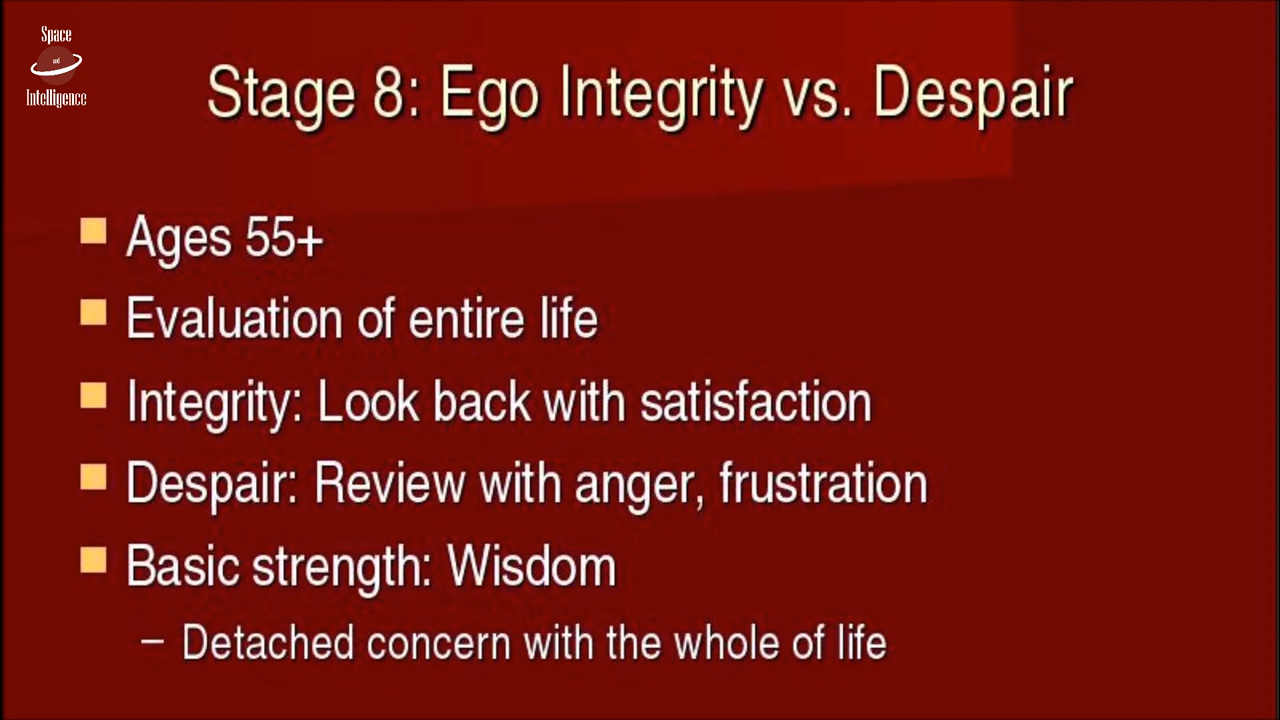 Space
and
Intelligence
Stage 8: Ego Integrity vs. Despair
Ages 55+
Evaluation of entire life
Integrity: Look back with satisfaction
Despair: Review with anger, frustration
Basic strength: Wisdom
– Detached concern with the whole of life